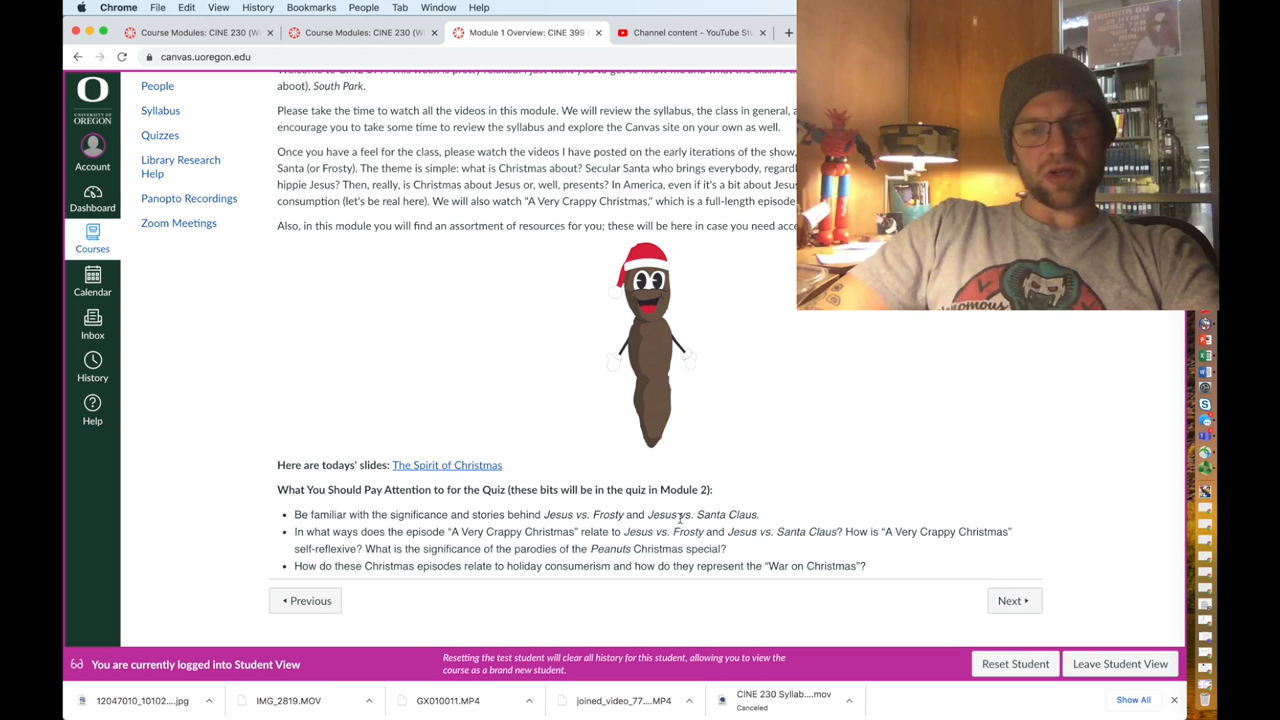 Chrome File Edit View History Bookmarks People Tab Window Help
Course Modules: CINE 230 (W
Course Modules: CINE 230 (W
Module 1 Overview: CINE 399
Channel content - YouTube St
canvas.uoregon.edu
O
UNIVERSITY OF
OREGON
Account
Dashboard
Courses
Calendar
Inbox
History
Help
People
Syllabus
Quizzes
Library Research
Help
Panopto Recordings
Zoom Meetings
aboot), South Park.
Please take the time to watch all the videos in this module. We will review the syllabus, the class in general, a
encourage you to take some time to review the syllabus and explore the Canvas site on your own as well.
Once you have a feel for the class, please watch the videos I have posted on the early iterations of the show,
Santa (or Frosty). The theme is simple: what is Christmas about? Secular Santa who brings everybody, regard
hippie Jesus? Then, really, is Christmas about Jesus or, well, presents? In America, even if it's a bit about Jesus
consumption (let's be real here). We will also watch "A Very Crappy Christmas," which is a full-length episode
Also, in this module you will find an assortment of resources for you; these will be here in case you need acce
Here are todays' slides: The Spirit of Christmas
What You Should Pay Attention to for the Quiz (these bits will be in the quiz in Module 2):
Be familiar with the significance and stories behind Jesus vs. Frosty and Jesus vs. Santa Claus.
In what ways does the episode “A Very Crappy Christmas” relate to Jesus vs. Frosty and Jesus vs. Santa Claus? How is “A Very Crappy Christmas”
self-reflexive? What is the significance of the parodies of the Peanuts Christmas special?
How do these Christmas episodes relate to holiday consumerism and how do they represent the “War on Christmas”?
Previous
Next
You are currently logged into Student View
Resetting the test student will clear all history for this student, allowing you to view the
course as a brand new student.
Reset Student
Leave Student View
12047010_10102....jpg
IMG_2819.MOV
GX010011.MP4
joined_video_77....MP4
CINE 230 Syllab....mov
Canceled
Show All